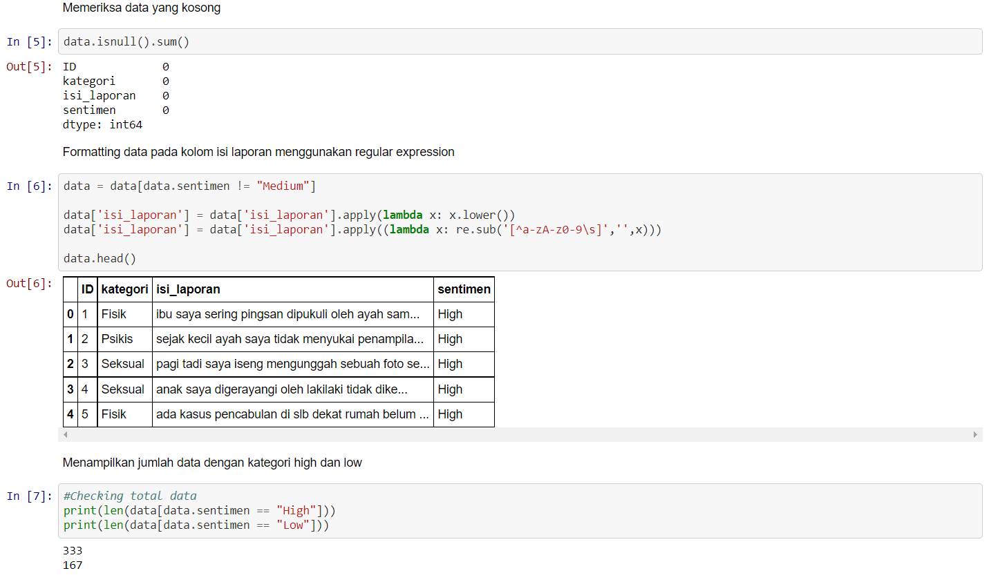 Memeriksa data yang kosong
In [5]: data.isnull().sum()
Out[5]: ID 0
kategori 0
isi_laporan 0
sentimen 0
dtype: int64
Formatting data pada kolom isi laporan menggunakan regular expression
In [6]: data = data[data.sentimen != "Medium"]
data['isi_laporan'] = data['isi_laporan'].apply(lambda x: x.lower())
data['isi_laporan'] = data['isi_laporan'].apply((lambda x: re.sub('[^a-zA-z0-9\s]','',x)))
data.head()
Out[6]:
ID kategori isi_laporan sentimen
0 1 Fisik ibu saya sering pingsan dipukuli oleh ayah sam... High
1 2 Psikis sejak kecil ayah saya tidak menyukai penampila... High
2 3 Seksual pagi tadi saya iseng mengunggah sebuah foto se... High
3 4 Seksual anak saya digerayangi oleh lakilaki tidak dike... High
4 5 Fisik ada kasus pencabulan di slb dekat rumah belum ... High
Menampilkan jumlah data dengan kategori high dan low
In [7]: #Checking total data
print(len(data[data.sentimen == "High"]))
print(len(data[data.sentimen == "Low"]))
333
167